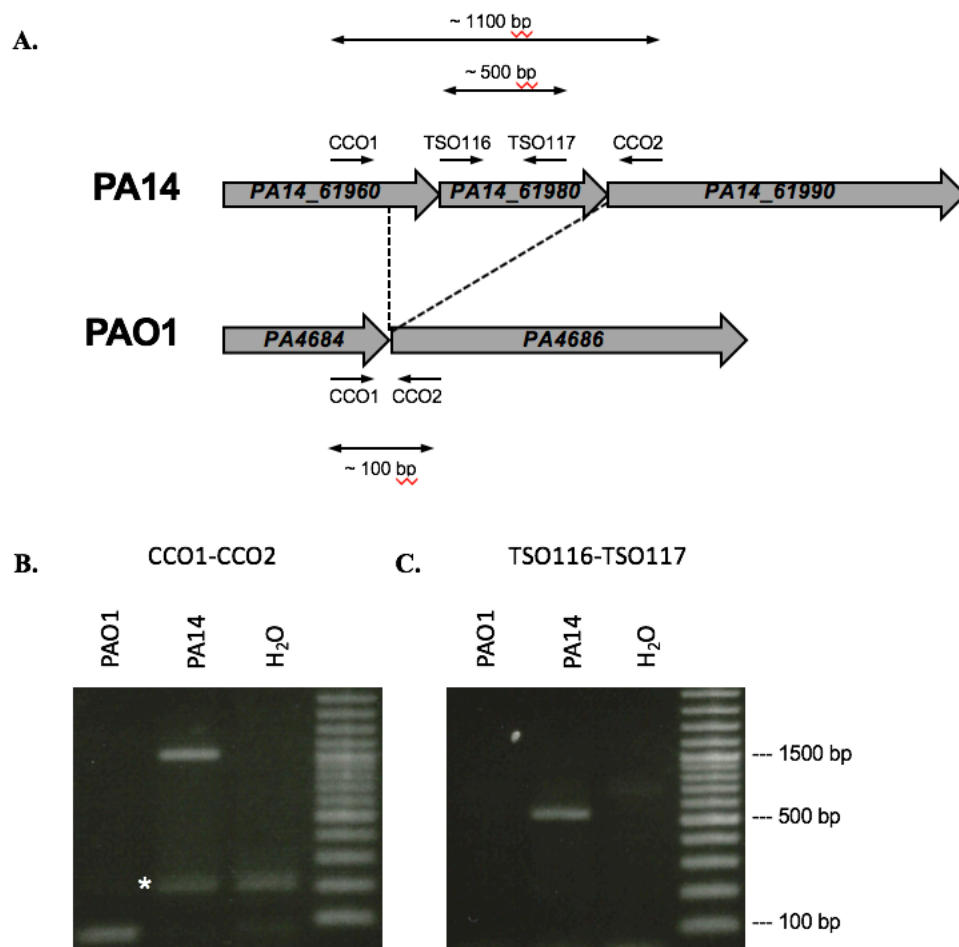 A.
~ 1100 bp
~ 500 bp
CCO1 TSO116 TSO117 CCO2
PA14 PA14_61960 PA14_61980 PA14_61990
PAO1 PA4684 PA4686
CCO1 CCO2
~ 100 bp
B. CCO1-CCO2 C. TSO116-TSO117
PAO1 PA14 H₂O PAO1 PA14 H₂O
--- 1500 bp
--- 500 bp
*
--- 100 bp